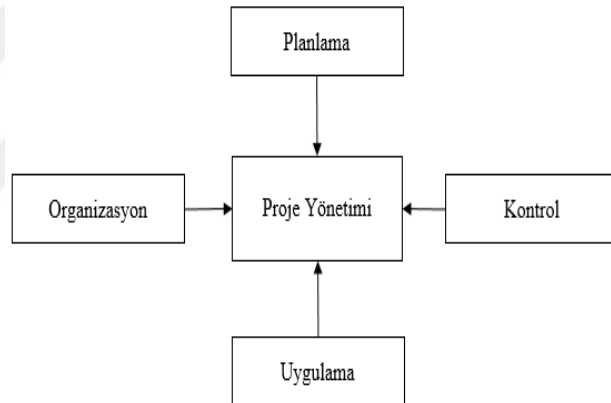 Planlama
Organizasyon
Proje Yönetimi
Kontrol
Uygulama